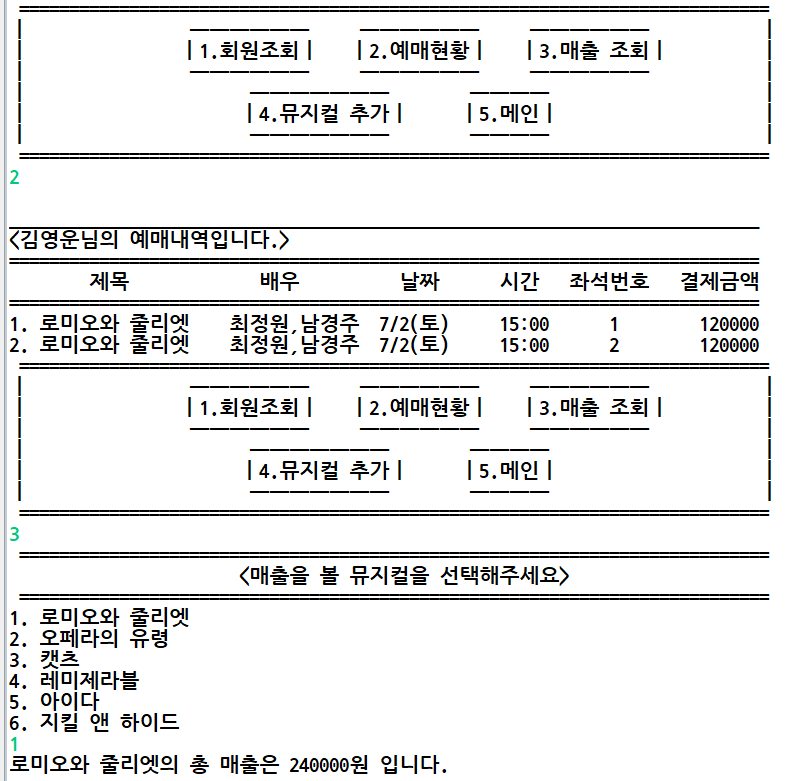 1.회원조회 2.예매현황 3.매출 조회
4.뮤지컬 추가 5.메인
2
<김영운님의 예매내역입니다.>
제목 배우 날짜 시간 좌석번호 결제금액
1. 로미오와 줄리엣 최정원,남경주 7/2(토) 15:00 1 120000
2. 로미오와 줄리엣 최정원,남경주 7/2(토) 15:00 2 120000
1.회원조회 2.예매현황 3.매출 조회
4.뮤지컬 추가 5.메인
3
<매출을 볼 뮤지컬을 선택해주세요>
1. 로미오와 줄리엣
2. 오페라의 유령
3. 캣츠
4. 레미제라블
5. 아이다
6. 지킬 앤 하이드
1
로미오와 줄리엣의 총 매출은 240000원 입니다.